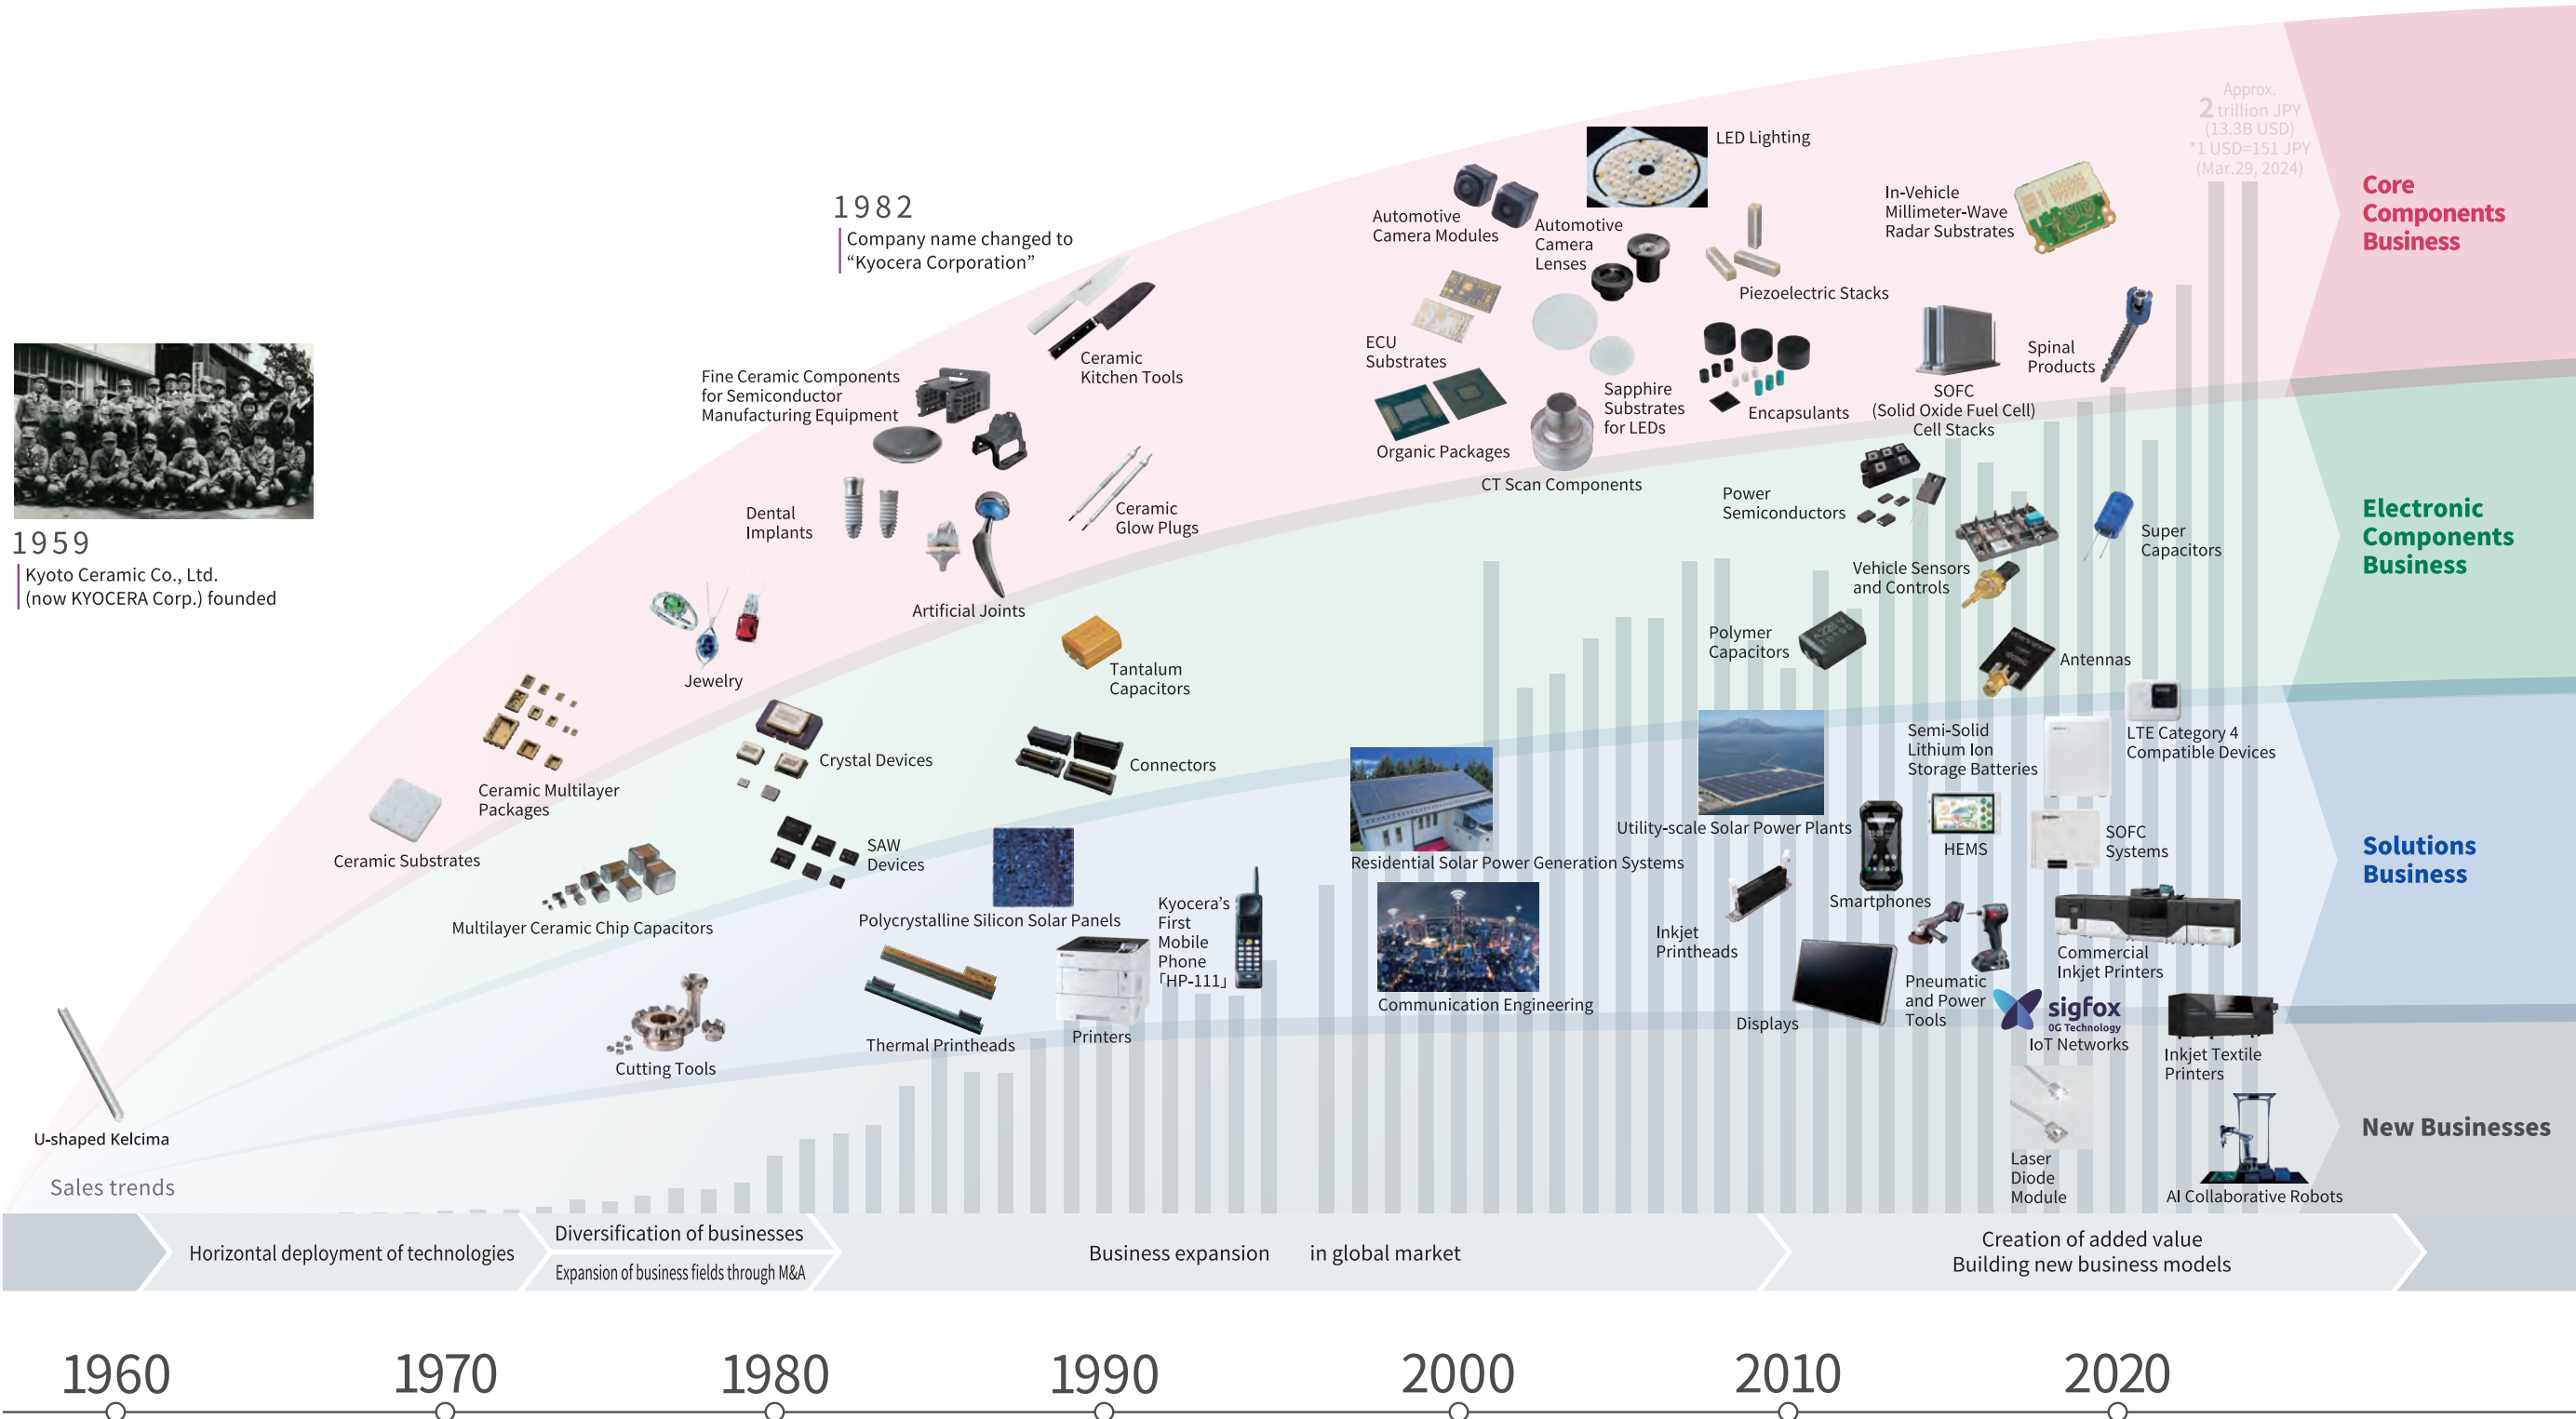 Approx.
2 trillion JPY
(13.3B USD)
*1 USD=151 JPY
(Mar.29, 2024)
Core
Components
Business
Electronic
Components
Business
Solutions
Business
New Businesses
1959
Kyoto Ceramic Co., Ltd.
(now KYOCERA Corp.) founded
1982
Company name changed to
“Kyocera Corporation”
LED Lighting
Automotive
Camera Modules
Automotive
Camera
Lenses
In-Vehicle
Millimeter-Wave
Radar Substrates
Piezoelectric Stacks
ECU
Substrates
Ceramic
Kitchen Tools
Fine Ceramic Components
for Semiconductor
Manufacturing Equipment
Sapphire
Substrates
for LEDs
Encapsulants
SOFC
(Solid Oxide Fuel Cell)
Cell Stacks
Spinal
Products
Organic Packages
CT Scan Components
Dental
Implants
Ceramic
Glow Plugs
Artificial Joints
Jewelry
Power
Semiconductors
Super
Capacitors
Vehicle Sensors
and Controls
Polymer
Capacitors
Antennas
Tantalum
Capacitors
Crystal Devices
Connectors
Ceramic Multilayer
Packages
Ceramic Substrates
SAW
Devices
Multilayer Ceramic Chip Capacitors
Semi-Solid
Lithium Ion
Storage Batteries
LTE Category 4
Compatible Devices
Utility-scale Solar Power Plants
HEMS
SOFC
Systems
Residential Solar Power Generation Systems
Polycrystalline Silicon Solar Panels
Kyocera’s
First
Mobile
Phone
「HP-111」
Smartphones
Inkjet
Printheads
Commercial
Inkjet Printers
Pneumatic
and Power
Tools
Communication Engineering
Displays
sigfox
0G Technology
IoT Networks
Thermal Printheads
Printers
Cutting Tools
Inkjet Textile
Printers
U-shaped Kelcima
Laser
Diode
Module
AI Collaborative Robots
Sales trends
Horizontal deployment of technologies
Diversification of businesses
Expansion of business fields through M&A
Business expansion in global market
Creation of added value
Building new business models
1960 1970 1980 1990 2000 2010 2020